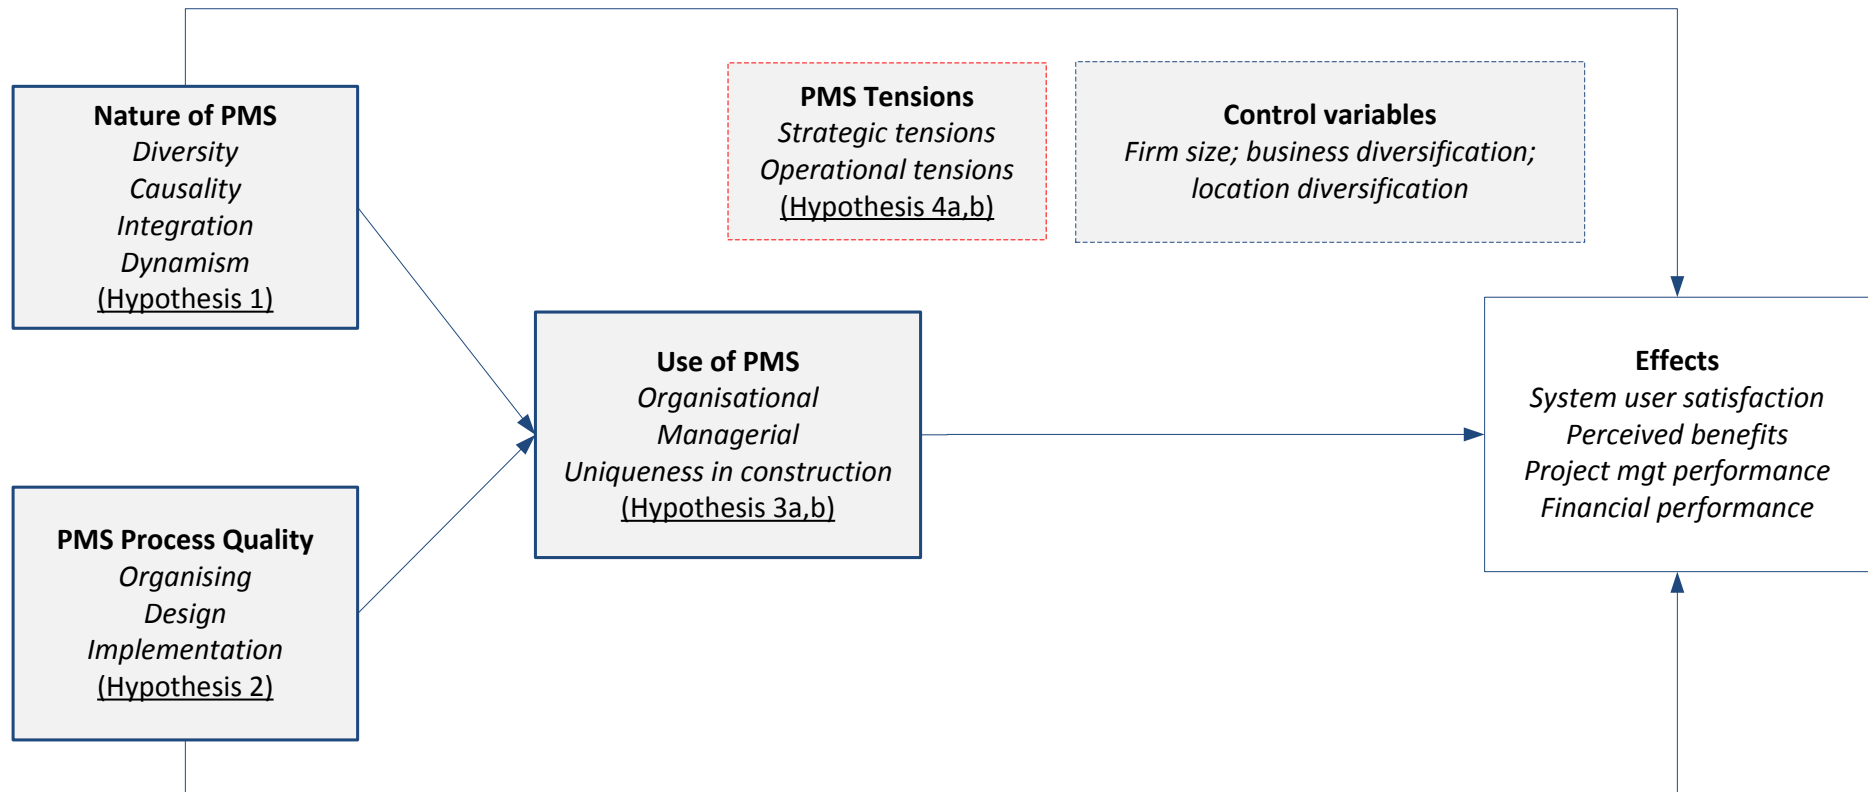 Nature of PMS
Diversity
Causality
Integration
Dynamism
(Hypothesis 1)
PMS Tensions
Strategic tensions
Operational tensions
(Hypothesis 4a,b)
Control variables
Firm size; business diversification;
location diversification
Use of PMS
Organisational
Managerial
Uniqueness in construction
(Hypothesis 3a,b)
Effects
System user satisfaction
Perceived benefits
Project mgt performance
Financial performance
PMS Process Quality
Organising
Design
Implementation
(Hypothesis 2)